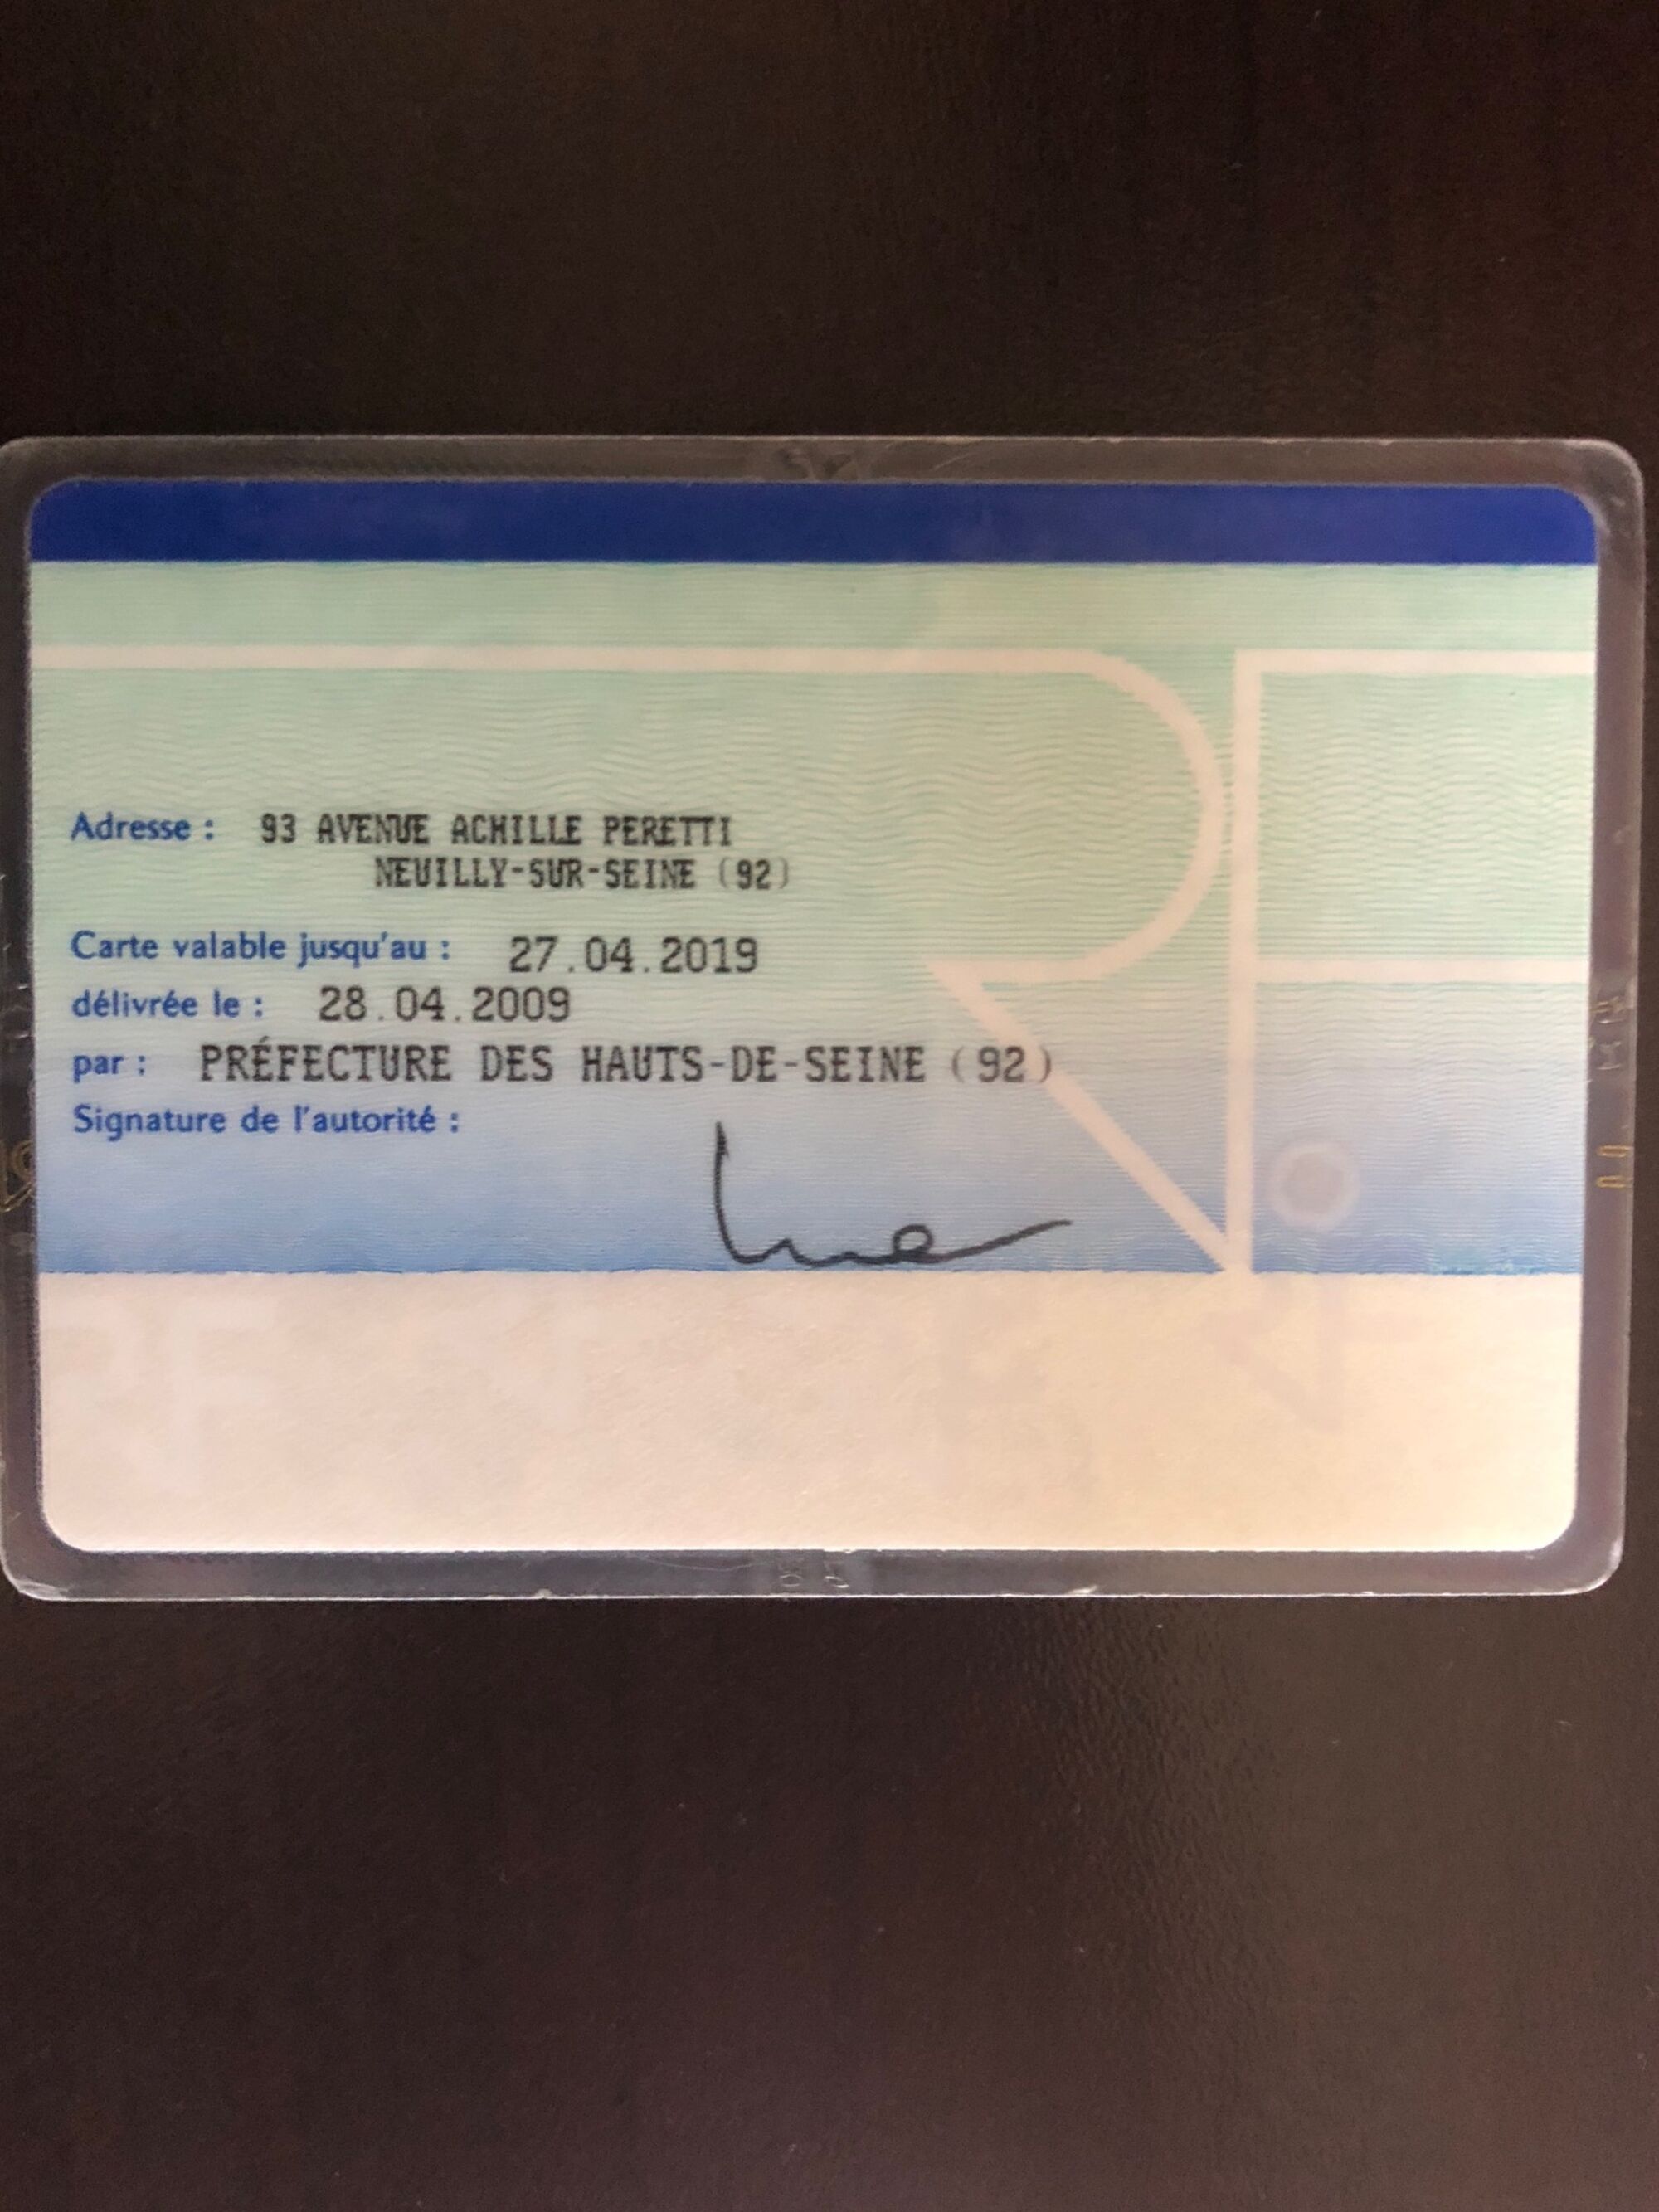 Adresse : 93 AVENUE ACHILLE PERETTI
NEUILLY-SUR-SEINE (92)
Carte valable jusqu'au : 27.04.2019
délivrée le : 28.04.2009
par : PRÉFECTURE DES HAUTS-DE-SEINE (92)
Signature de l'autorité :
RF